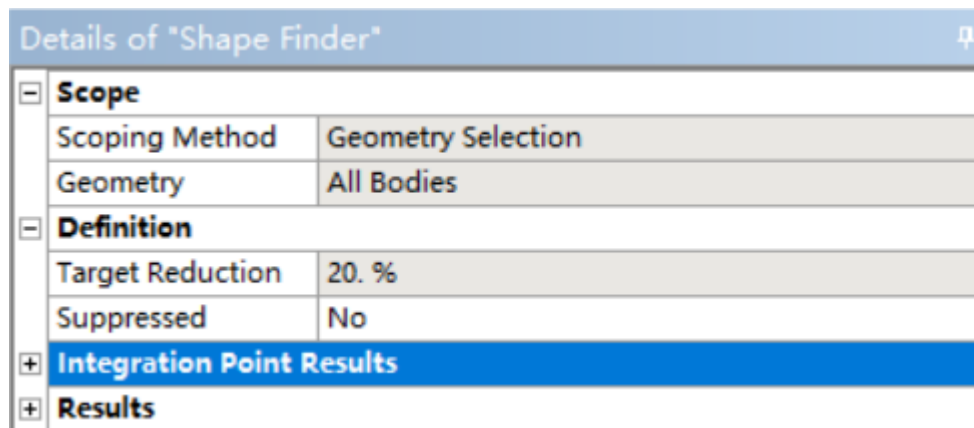 Details of "Shape Finder"
Scope
Scoping Method Geometry Selection
Geometry All Bodies
Definition
Target Reduction 20. %
Suppressed No
Integration Point Results
Results